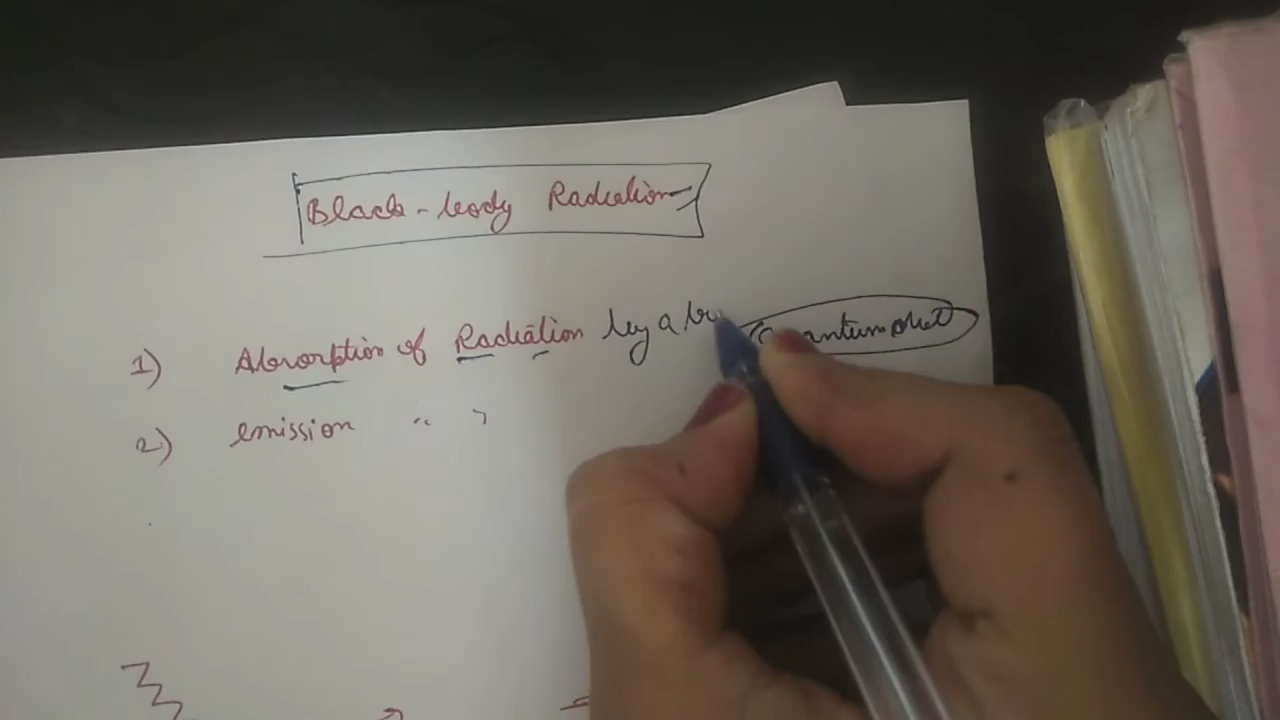 Black-body Radiation
1) Absorption of Radiation by a
2) emission " "